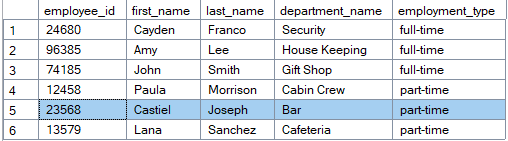 employee_id first_name last_name department_name employment_type
1 24680 Cayden Franco Security full-time
2 96385 Amy Lee House Keeping full-time
3 74185 John Smith Gift Shop full-time
4 12458 Paula Morrison Cabin Crew part-time
5 23568 Castiel Joseph Bar part-time
6 13579 Lana Sanchez Cafeteria part-time